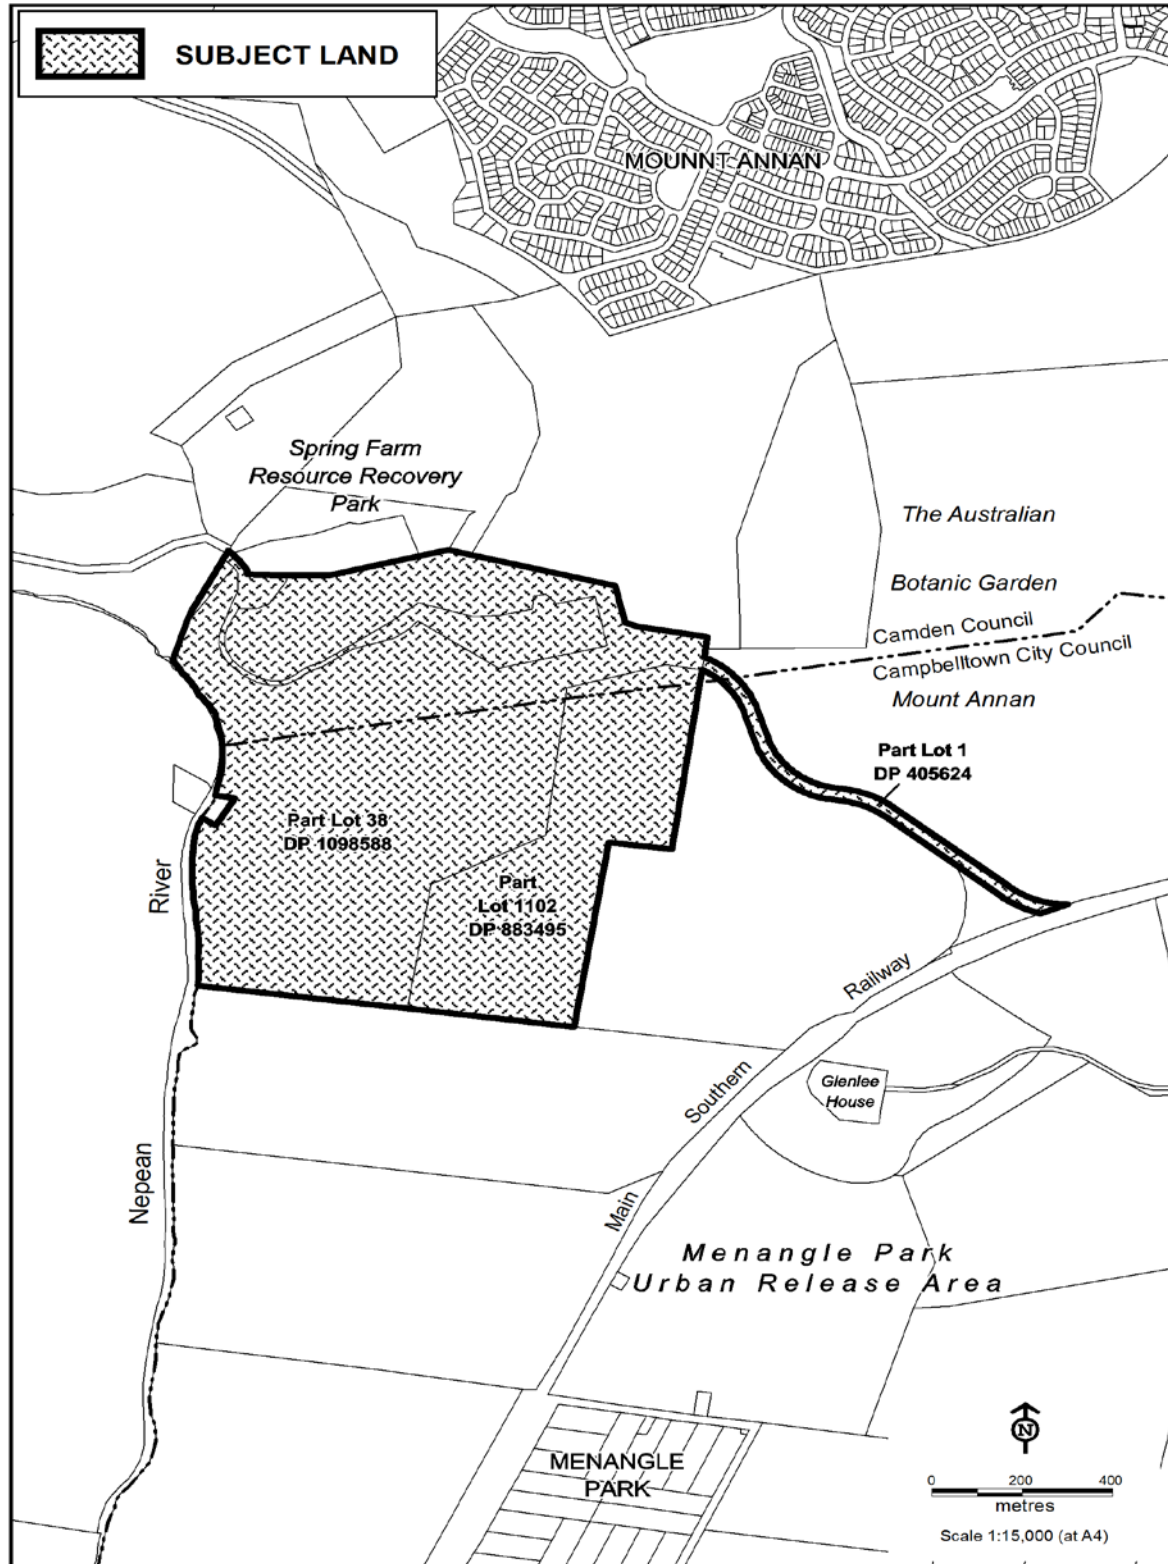 SUBJECT LAND
MOUNNT ANNAN
Spring Farm
Resource Recovery
Park
The Australian
Botanic Garden
Camden Council
Campbelltown City Council
Mount Annan
Part Lot 1
DP 405624
Part Lot 38
DP 1098588
Part
Lot 1102
DP 883495
River
Nepean
Railway
Southern
Main
Glenlee
House
Menangle Park
Urban Release Area
MENANGLE
PARK
N
0 200 400
metres
Scale 1:15,000 (at A4)